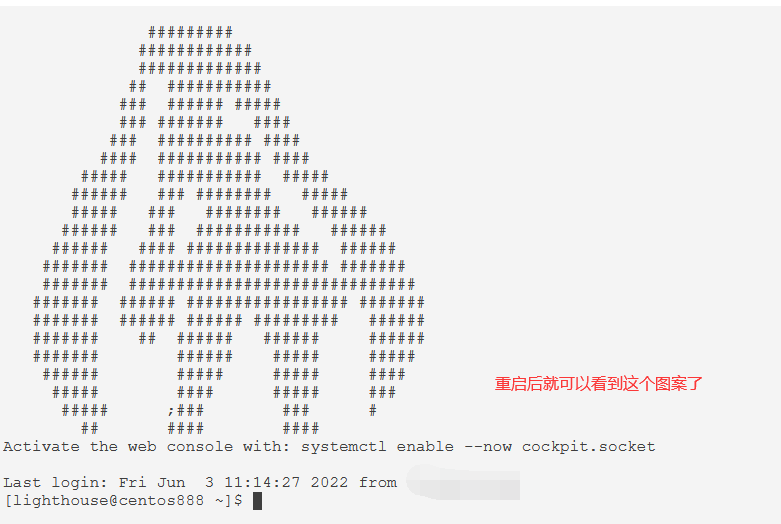 重启后就可以看到这个图案了
Activate the web console with: systemctl enable --now cockpit.socket
Last login: Fri Jun  3 11:14:27 2022 from
[lighthouse@centos888 ~]$